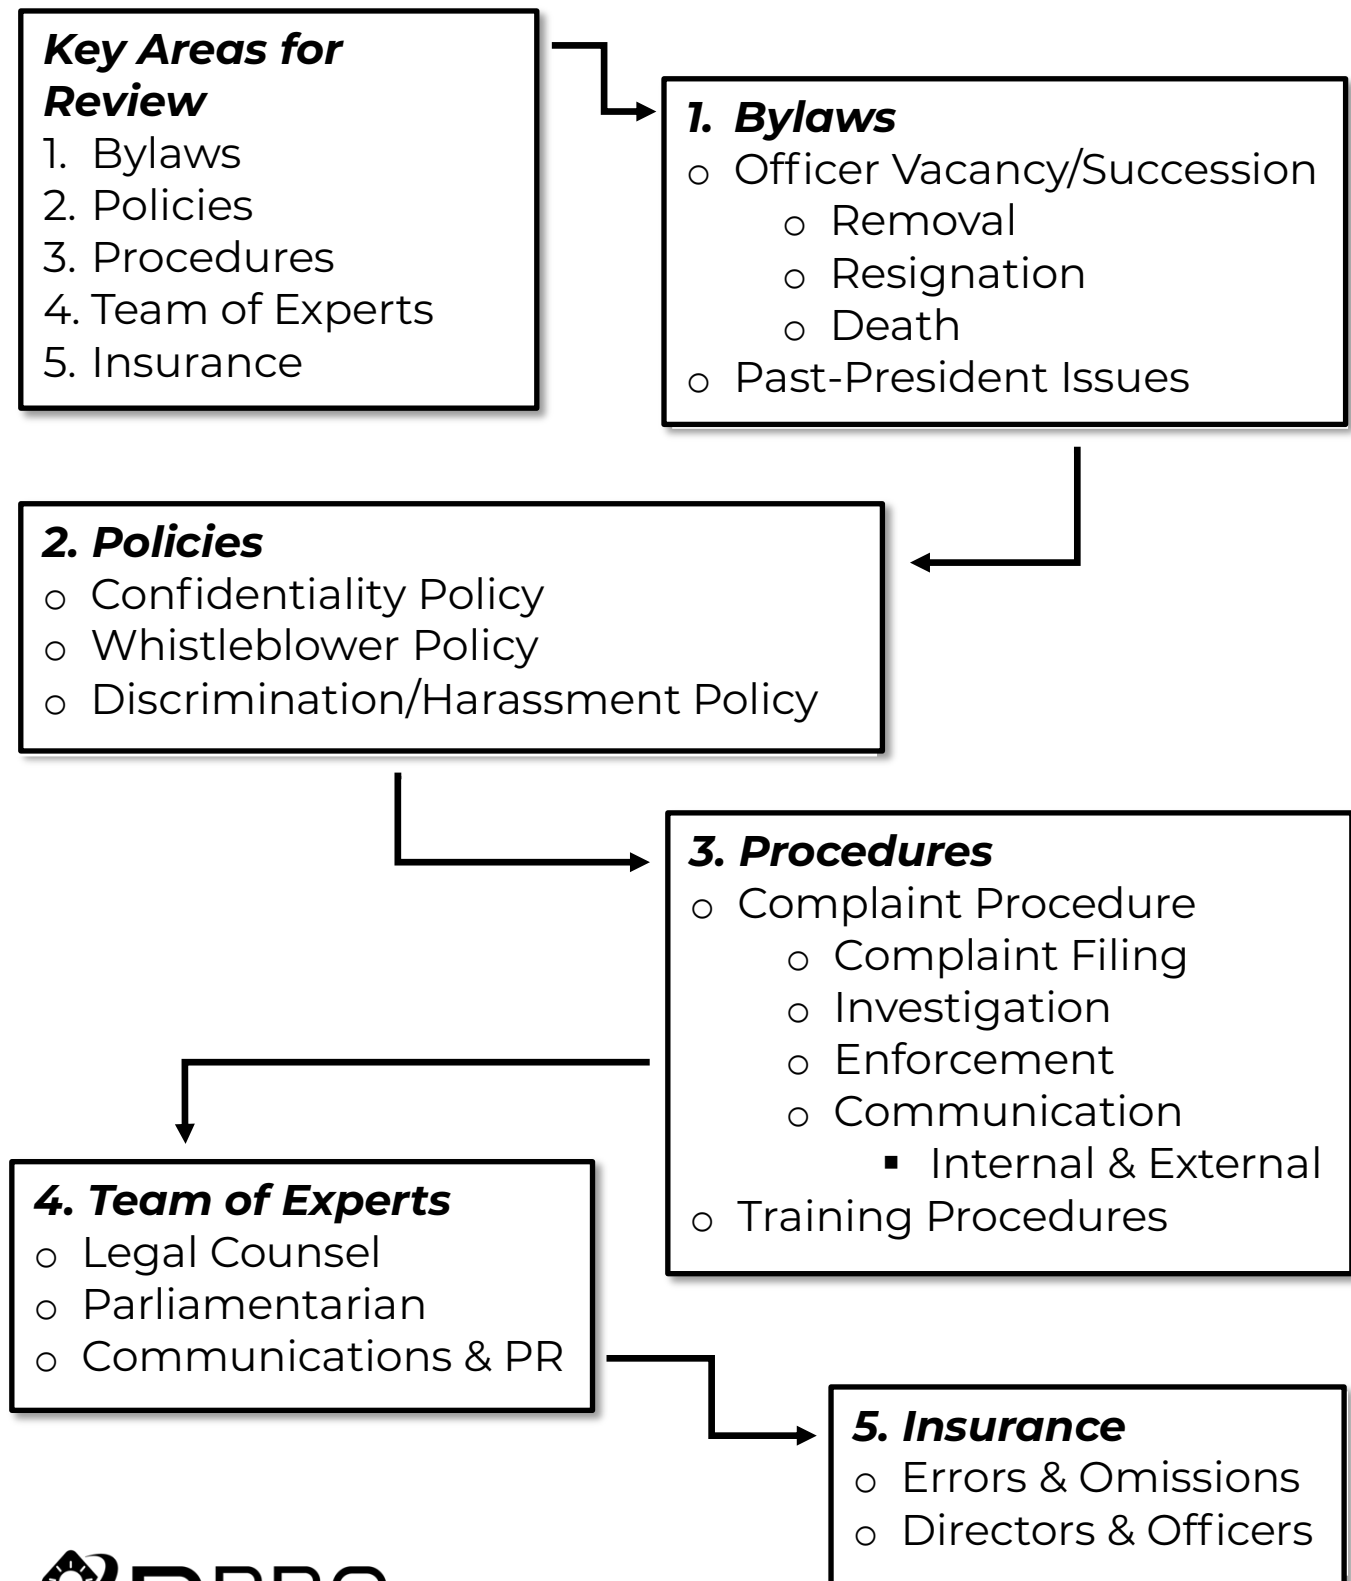 Key Areas for
Review
1. Bylaws
2. Policies
3. Procedures
4. Team of Experts
5. Insurance
1. Bylaws
o Officer Vacancy/Succession
o Removal
o Resignation
o Death
o Past-President Issues
2. Policies
o Confidentiality Policy
o Whistleblower Policy
o Discrimination/Harassment Policy
3. Procedures
o Complaint Procedure
o Complaint Filing
o Investigation
o Enforcement
o Communication
▪ Internal & External
o Training Procedures
4. Team of Experts
o Legal Counsel
o Parliamentarian
o Communications & PR
5. Insurance
o Errors & Omissions
o Directors & Officers